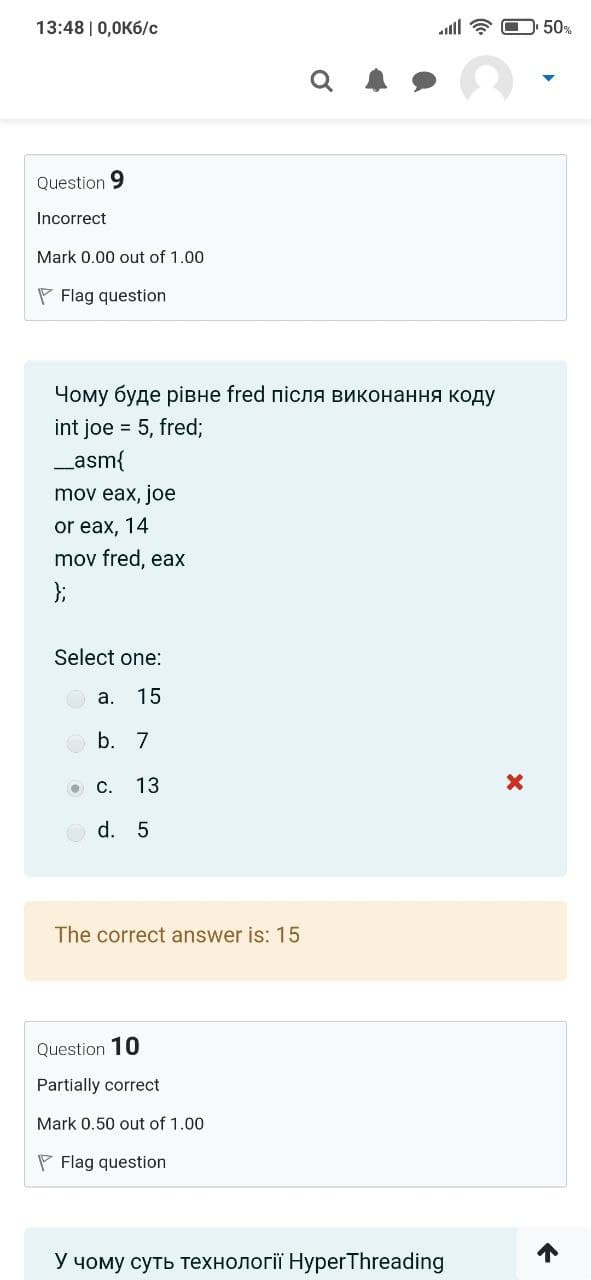 13:48 | 0,0Кб/с 50%
Question 9
Incorrect
Mark 0.00 out of 1.00
Flag question
Чому буде рівне fred після виконання коду
int joe = 5, fred;
__asm{
mov eax, joe
or eax, 14
mov fred, eax
};
Select one:
a. 15
b. 7
c. 13
d. 5
The correct answer is: 15
Question 10
Partially correct
Mark 0.50 out of 1.00
Flag question
У чому суть технології HyperThreading